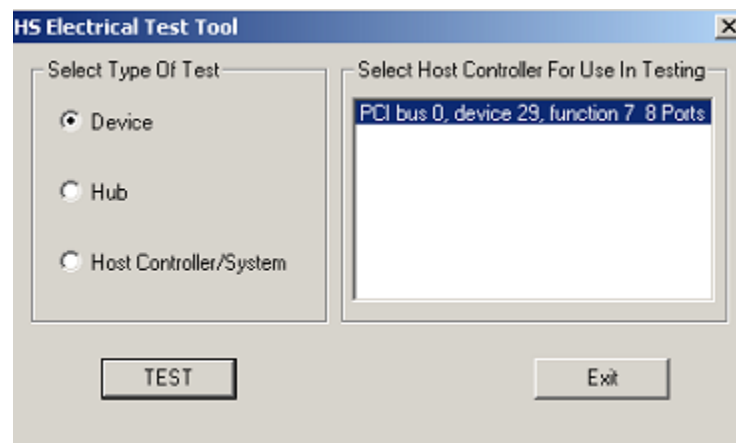 HS Electrical Test Tool
Select Type Of Test
Device
Hub
Host Controller/System
Select Host Controller For Use In Testing
PCI bus 0, device 29, function 7 8 Ports
TEST
Exit